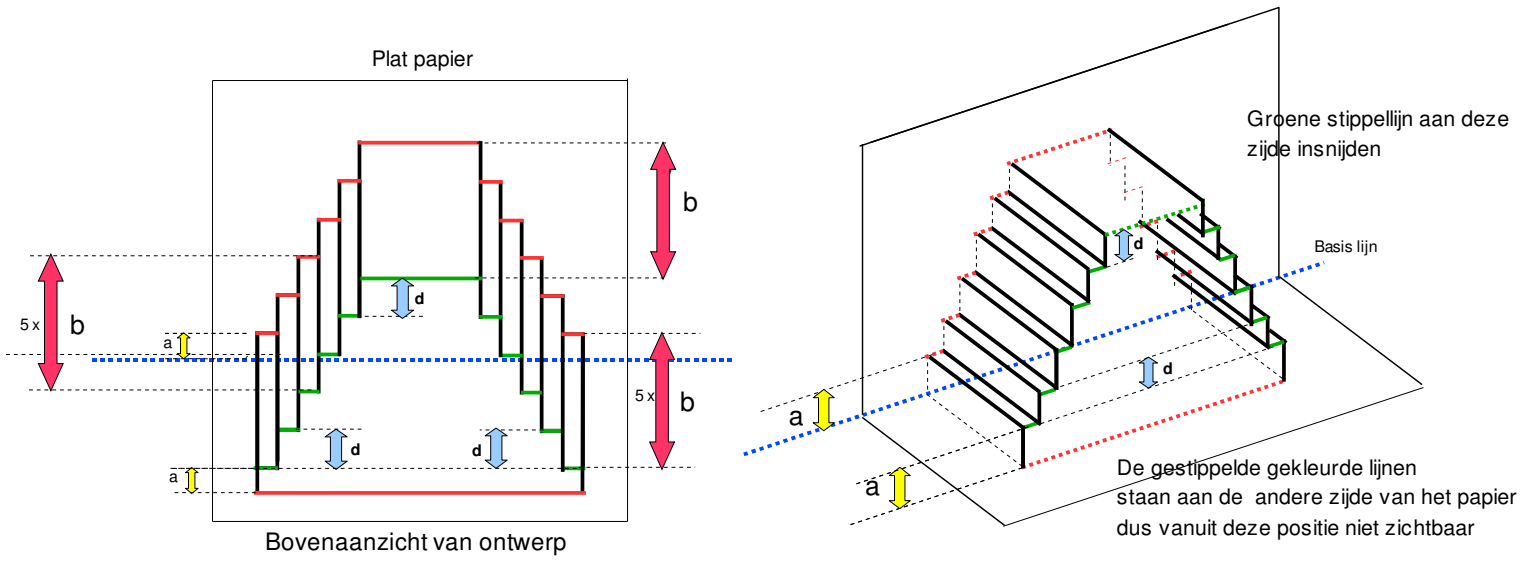 Plat papier
b
d
5 x b
a
5 x b
d
d
a
Bovenaanzicht van ontwerp
Groene stippellijn aan deze
zijde insnijden
d
Basis lijn
d
a
a
De gestippelde gekleurde lijnen
staan aan de andere zijde van het papier
dus vanuit deze positie niet zichtbaar